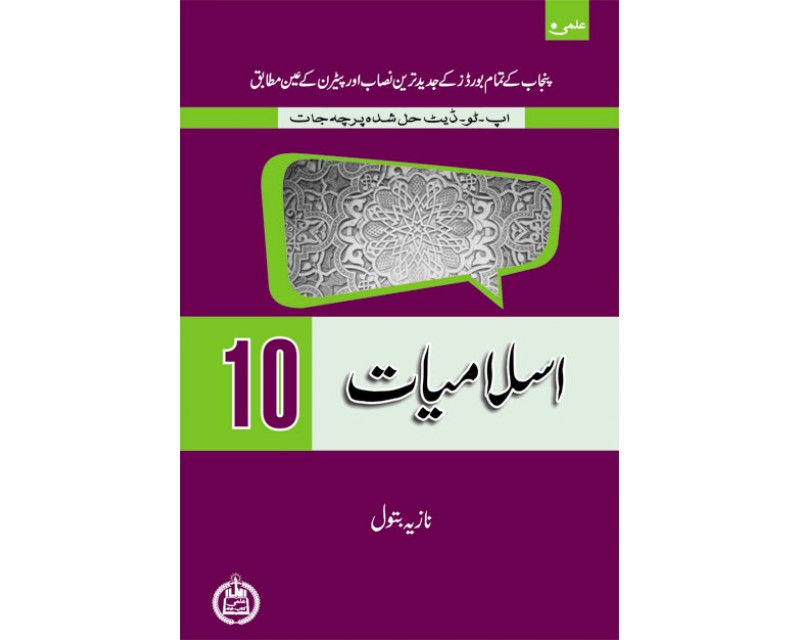 علمی
پنجاب کے تمام بورڈز کے جدید ترین نصاب اور پیٹرن کے عین مطابق
اپ-ٹو-ڈیٹ حل شدہ پرچہ جات
اسلامیات
10
نازیہ بتول
علمی